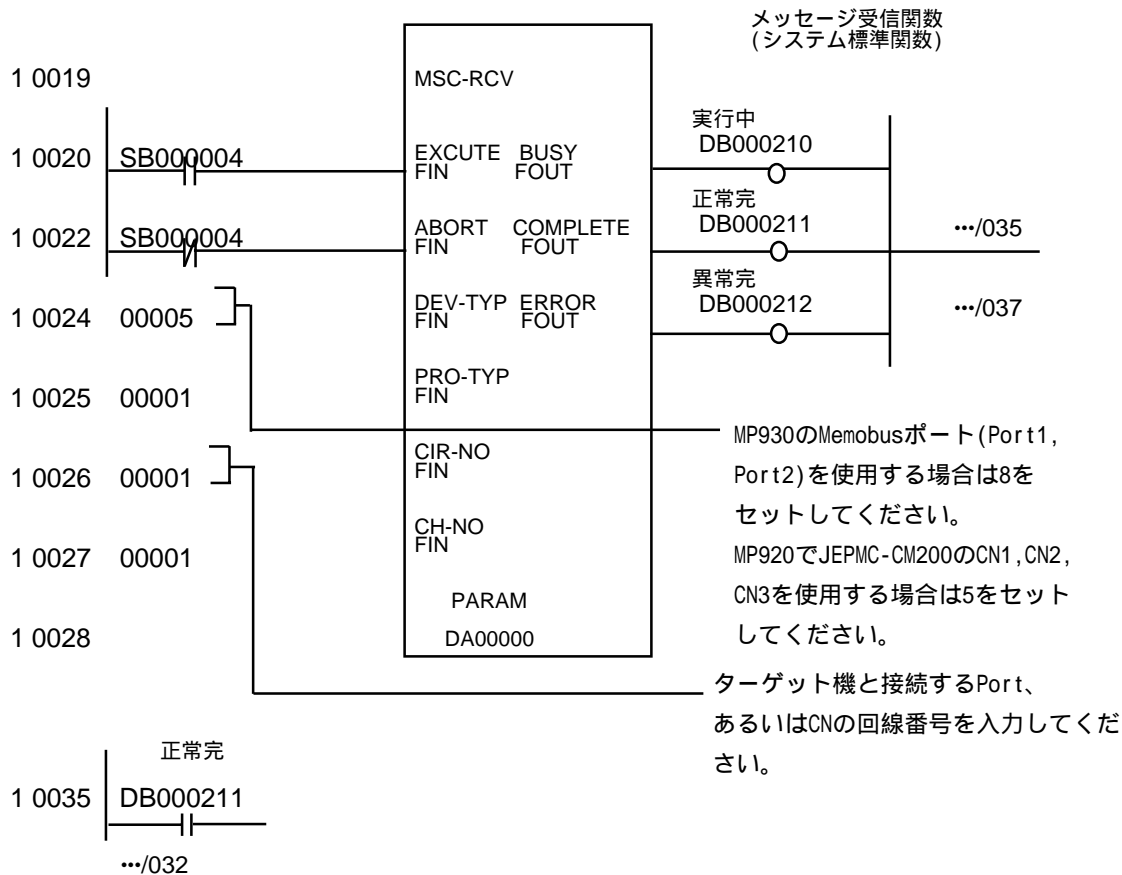 メッセージ受信関数
(システム標準関数)
1 0019
MSC-RCV
実行中
DB000210
1 0020 SB000004
EXCUTE BUSY
FIN FOUT
正常完
DB000211
1 0022 SB000004
ABORT COMPLETE
FIN FOUT
•••/035
異常完
DB000212
1 0024 00005
DEV-TYP ERROR
FIN FOUT
•••/037
1 0025 00001
PRO-TYP
FIN
MP930のMemobusポート(Port1,
Port2)を使用する場合は8を
セットしてください。
MP920でJEPMC-CM200のCN1,CN2,
CN3を使用する場合は5をセット
してください。
1 0026 00001
CIR-NO
FIN
1 0027 00001
CH-NO
FIN
PARAM
1 0028
DA00000
ターゲット機と接続するPort、
あるいはCNの回線番号を入力してくだ
さい。
正常完
1 0035 DB000211
•••/032